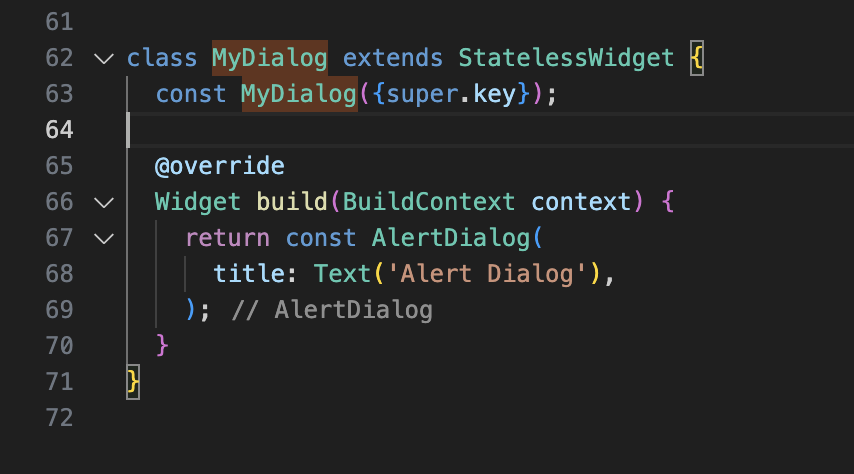 61
62 class MyDialog extends StatelessWidget {
63   const MyDialog({super.key});
64
65   @override
66   Widget build(BuildContext context) {
67     return const AlertDialog(
68       title: Text('Alert Dialog'),
69     ); // AlertDialog
70   }
71 }
72